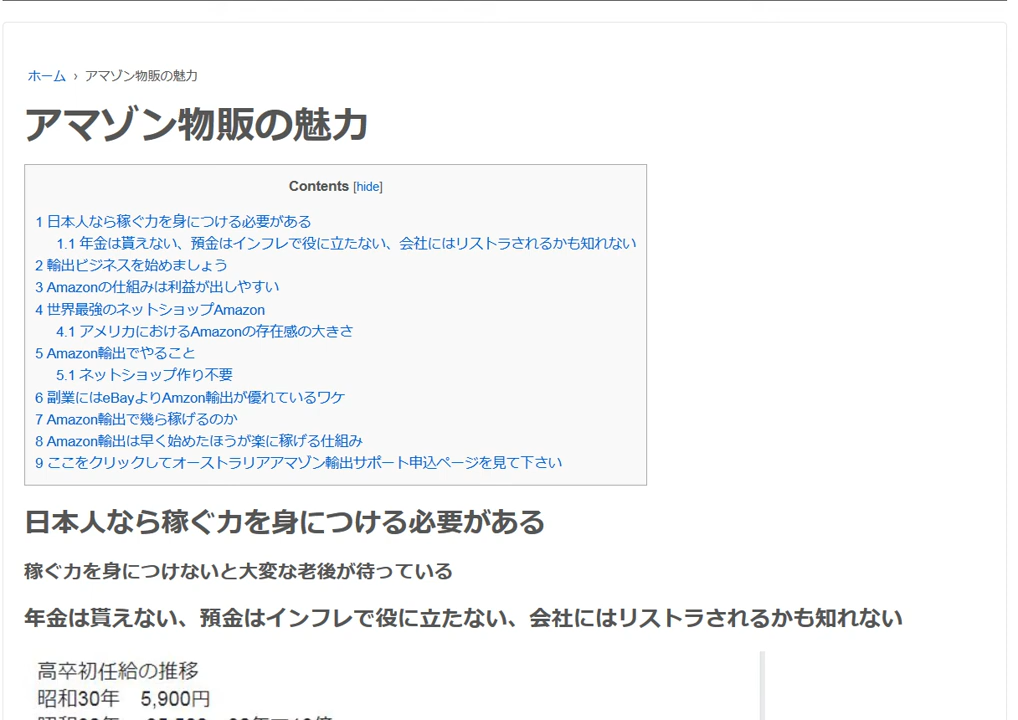 ホーム › アマゾン物販の魅力
アマゾン物販の魅力
Contents [hide]
1 日本人なら稼ぐ力を身につける必要がある
1.1 年金は貰えない、預金はインフレで役に立たない、会社にはリストラされるかも知れない
2 輸出ビジネスを始めましょう
3 Amazonの仕組みは利益が出しやすい
4 世界最強のネットショップAmazon
4.1 アメリカにおけるAmazonの存在感の大きさ
5 Amazon輸出でやること
5.1 ネットショップ作り不要
6 副業にはeBayよりAmzon輸出が優れているワケ
7 Amazon輸出で幾ら稼げるのか
8 Amazon輸出は早く始めたほうが楽に稼げる仕組み
9 ここをクリックしてオーストラリアアマゾン輸出サポート申込ページを見て下さい
日本人なら稼ぐ力を身につける必要がある
稼ぐ力を身につけないと大変な老後が待っている
年金は貰えない、預金はインフレで役に立たない、会社にはリストラされるかも知れない
高卒初任給の推移
昭和30年 5,900円